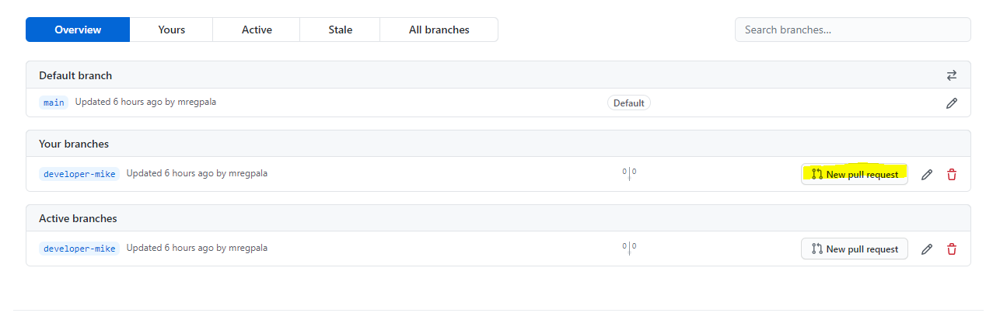 Overview Yours Active Stale All branches Search branches...
Default branch
main Updated 6 hours ago by mregpala Default
Your branches
developer-mike Updated 6 hours ago by mregpala 0 0 New pull request
Active branches
developer-mike Updated 6 hours ago by mregpala 0 0 New pull request